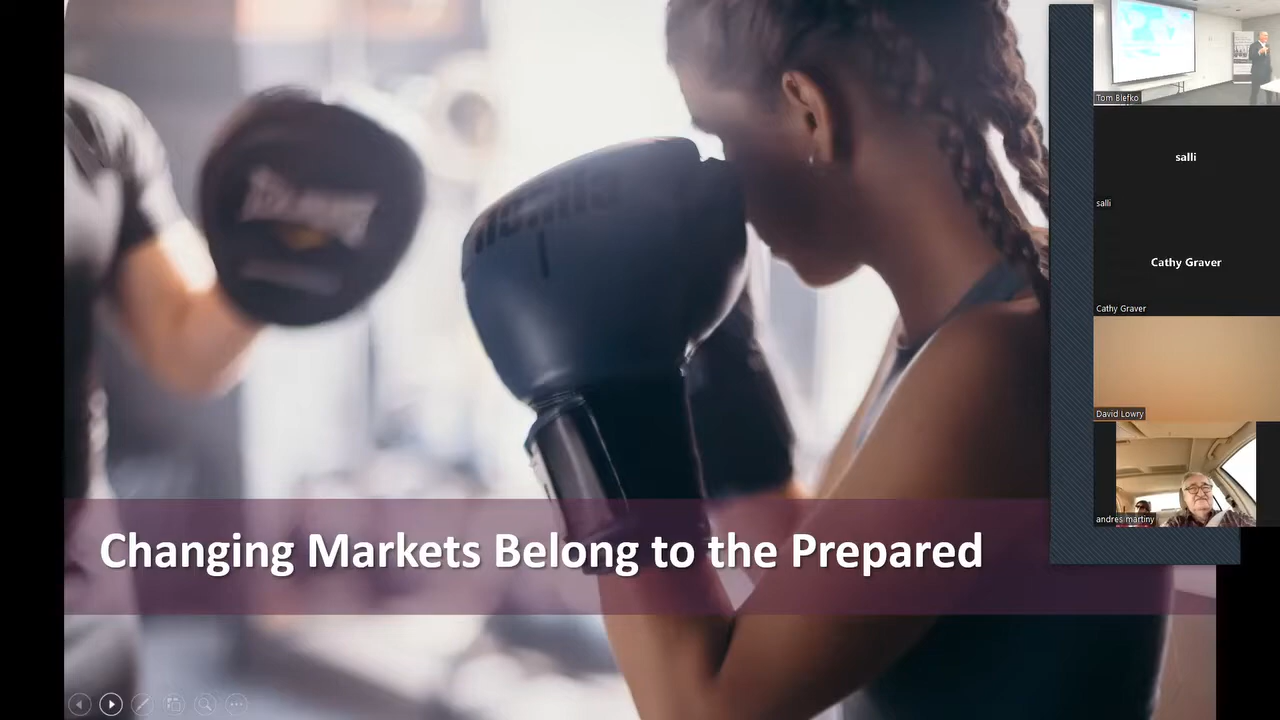 Changing Markets Belong to the Prepared
Tom Blefko
salli
salli
Cathy Graver
Cathy Graver
David Lowry
andres martiny